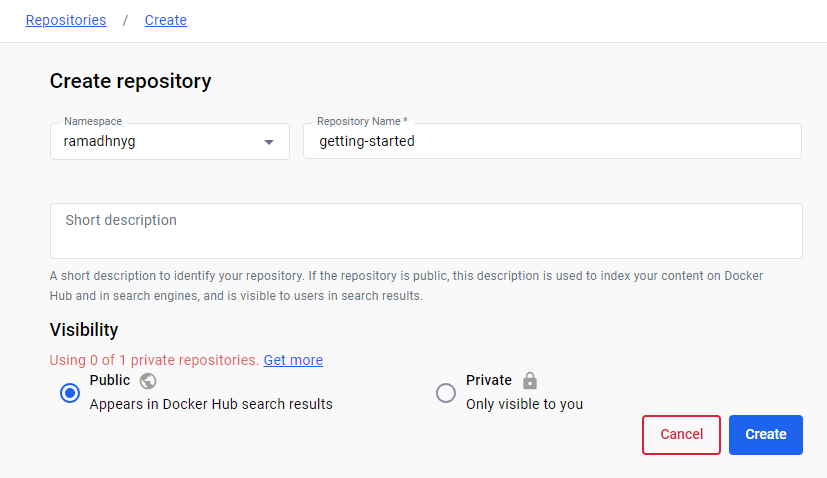 Repositories / Create
Create repository
Namespace
ramadhnyg
Repository Name *
getting-started
Short description
A short description to identify your repository. If the repository is public, this description is used to index your content on Docker
Hub and in search engines, and is visible to users in search results.
Visibility
Using 0 of 1 private repositories. Get more
Public
Appears in Docker Hub search results
Private
Only visible to you
Cancel
Create